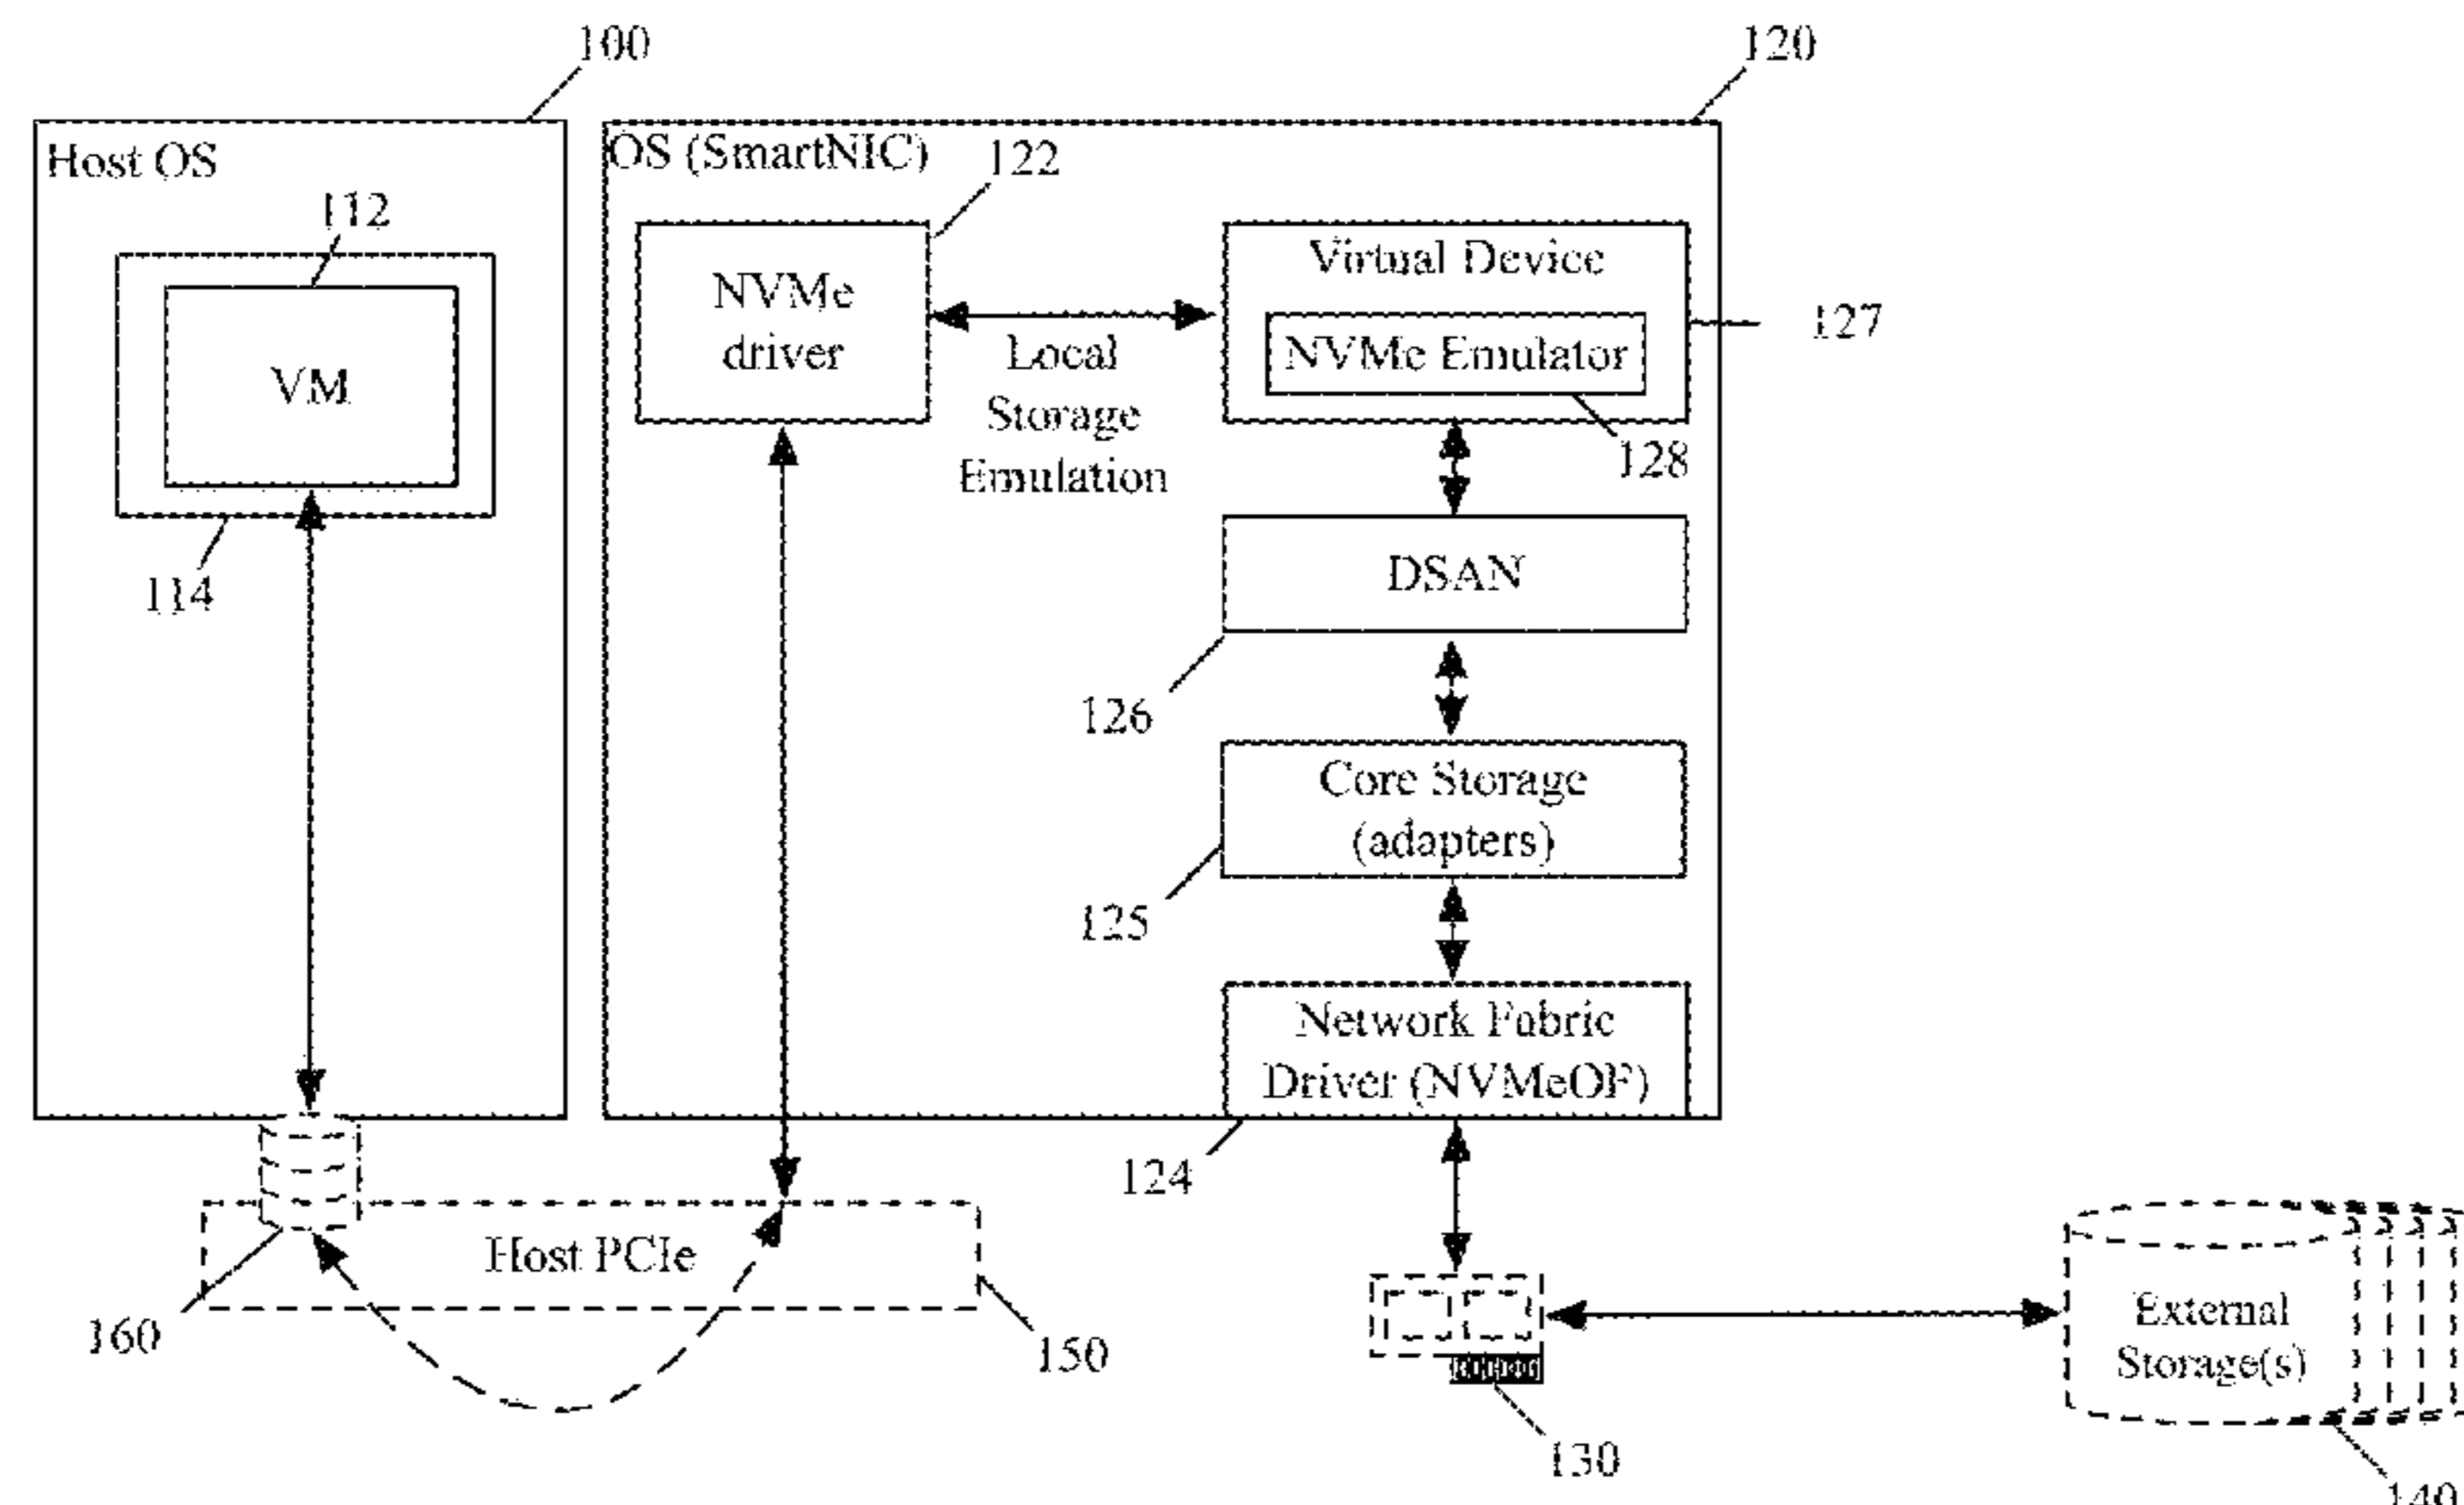 100
120
Host OS
OS (SmartNIC)
122
112
Virtual Device
NVMe
driver
NVMe Emulator
127
VM
Local
Storage
Emulation
128
114
DSAN
126
Core Storage
(adapters)
125
Network Fabric
Driver (NVMeOF)
124
Host PCIe
160
150
External
Storage(s)
130
140